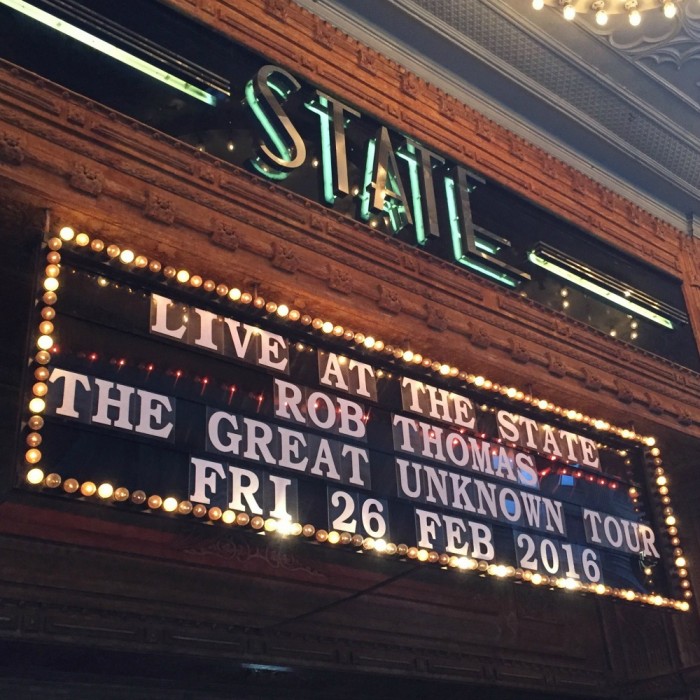 STATE
LIVE AT THE STATE
ROB THOMAS
THE GREAT UNKNOWN TOUR
FRI 26 FEB 2016